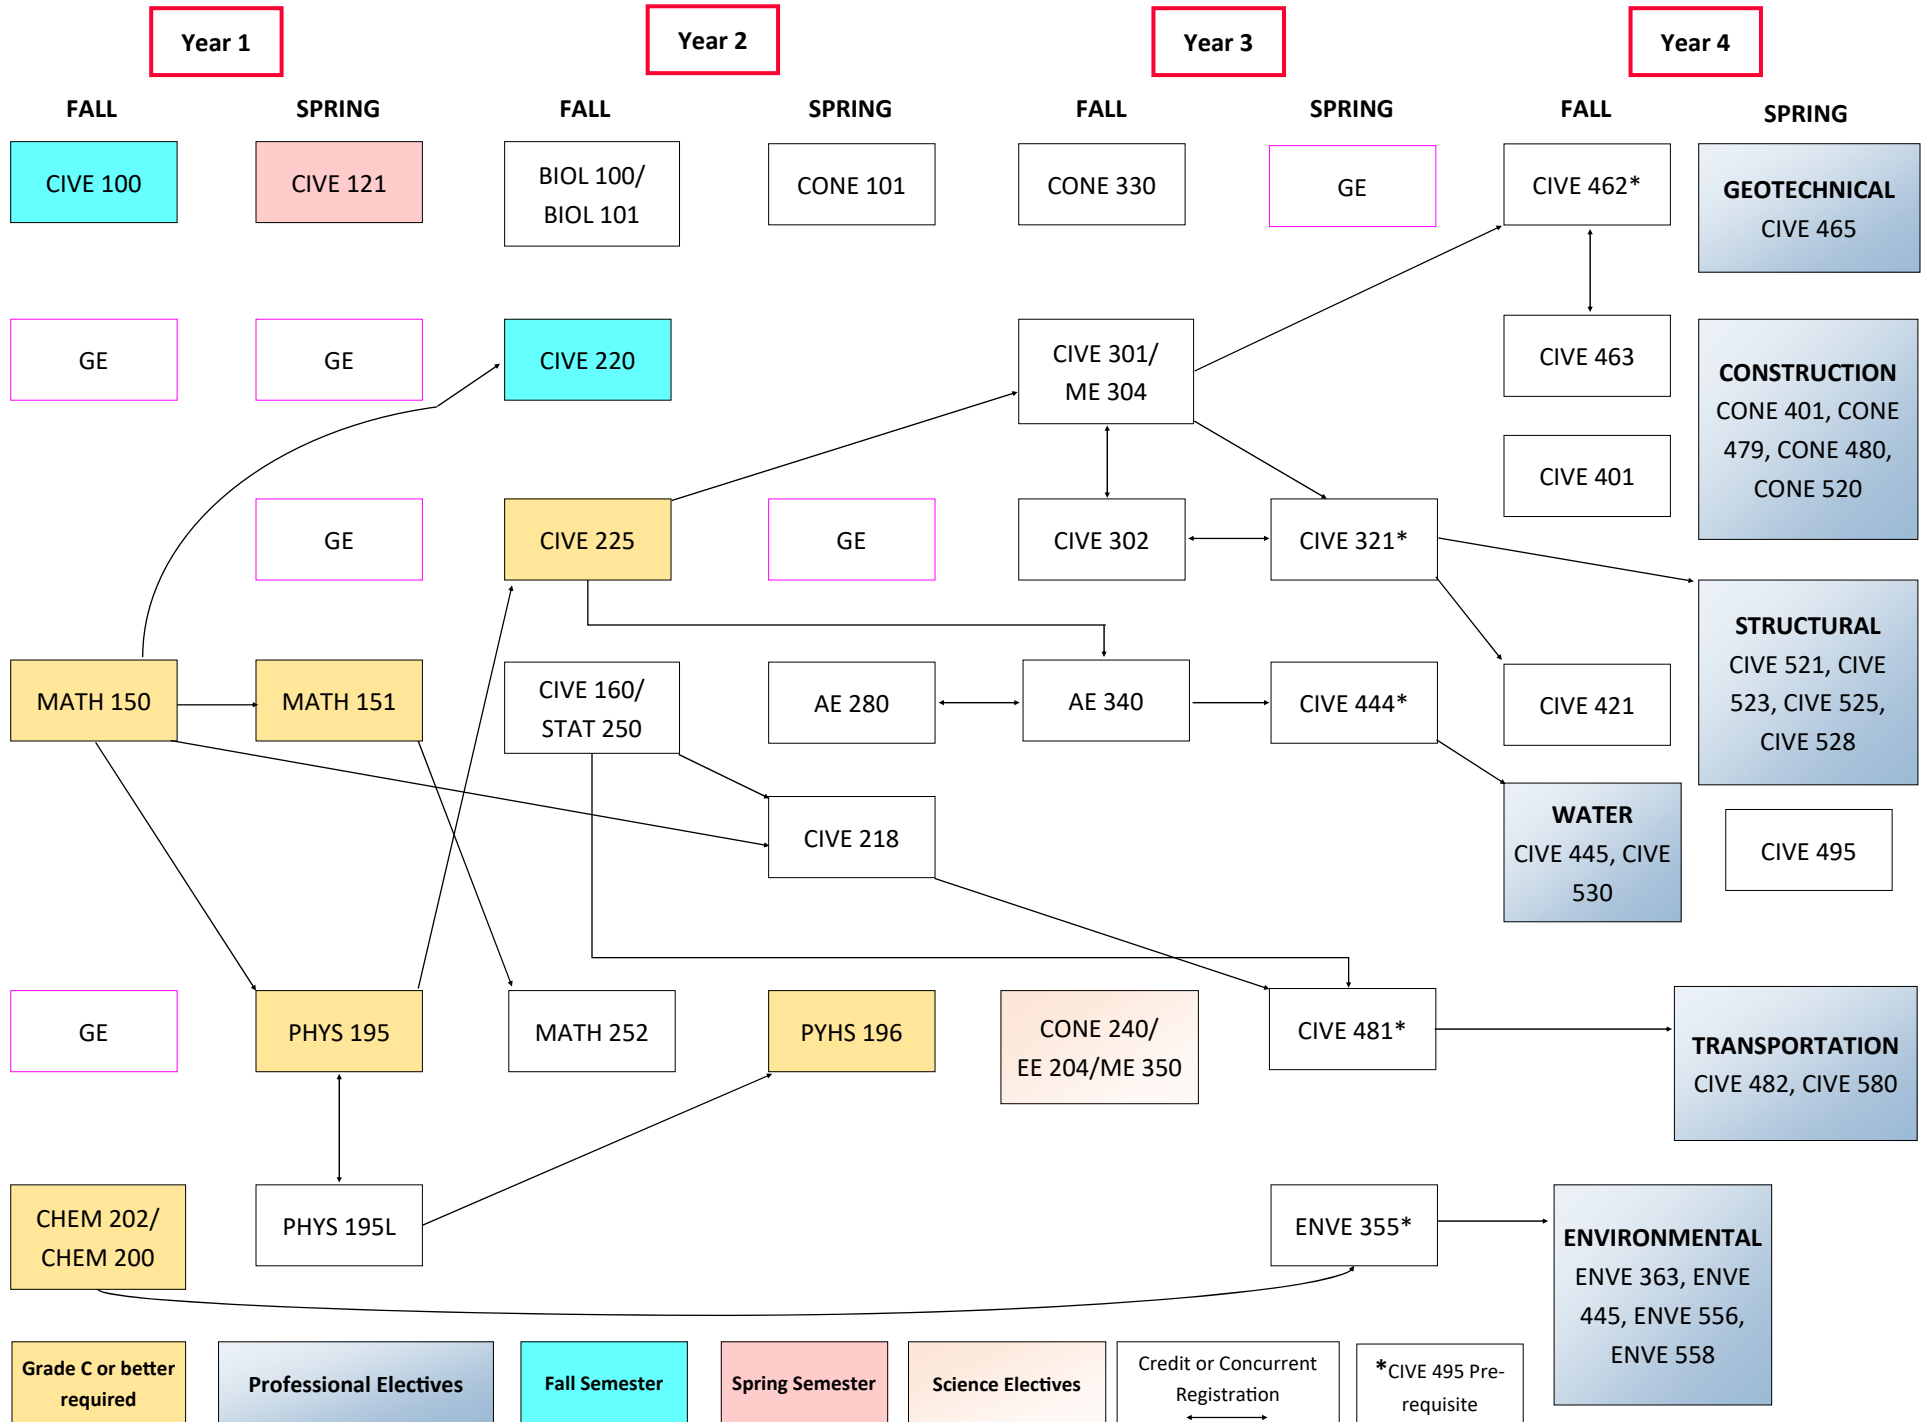 Year 1
Year 2
Year 3
Year 4
FALL
SPRING
FALL
SPRING
FALL
SPRING
FALL
SPRING
CIVE 100
CIVE 121
BIOL 100/
BIOL 101
CONE 101
CONE 330
GE
CIVE 462*
GEOTECHNICAL
CIVE 465
GE
GE
CIVE 220
CIVE 301/
ME 304
CIVE 463
CONSTRUCTION
CONE 401, CONE
479, CONE 480,
CONE 520
CIVE 401
GE
CIVE 225
GE
CIVE 302
CIVE 321*
STRUCTURAL
CIVE 521, CIVE
523, CIVE 525,
CIVE 528
MATH 150
MATH 151
CIVE 160/
STAT 250
AE 280
AE 340
CIVE 444*
CIVE 421
CIVE 218
WATER
CIVE 445, CIVE
530
CIVE 495
GE
PHYS 195
MATH 252
PYHS 196
CONE 240/
EE 204/ME 350
CIVE 481*
TRANSPORTATION
CIVE 482, CIVE 580
CHEM 202/
CHEM 200
PHYS 195L
ENVE 355*
ENVIRONMENTAL
ENVE 363, ENVE
445, ENVE 556,
ENVE 558
Grade C or better
required
Professional Electives
Fall Semester
Spring Semester
Science Electives
Credit or Concurrent
Registration
*CIVE 495 Pre-
requisite